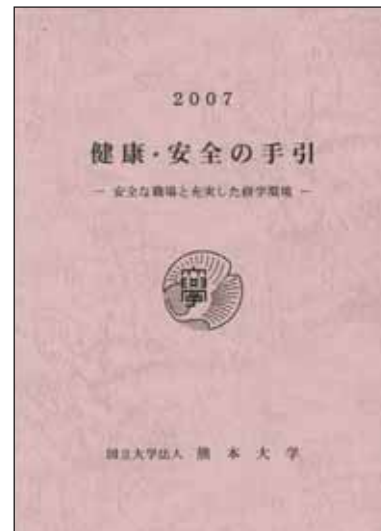 2007
健康・安全の手引
― 安全な職場と充実した修学環境 ―
国立大学法人 熊本大学